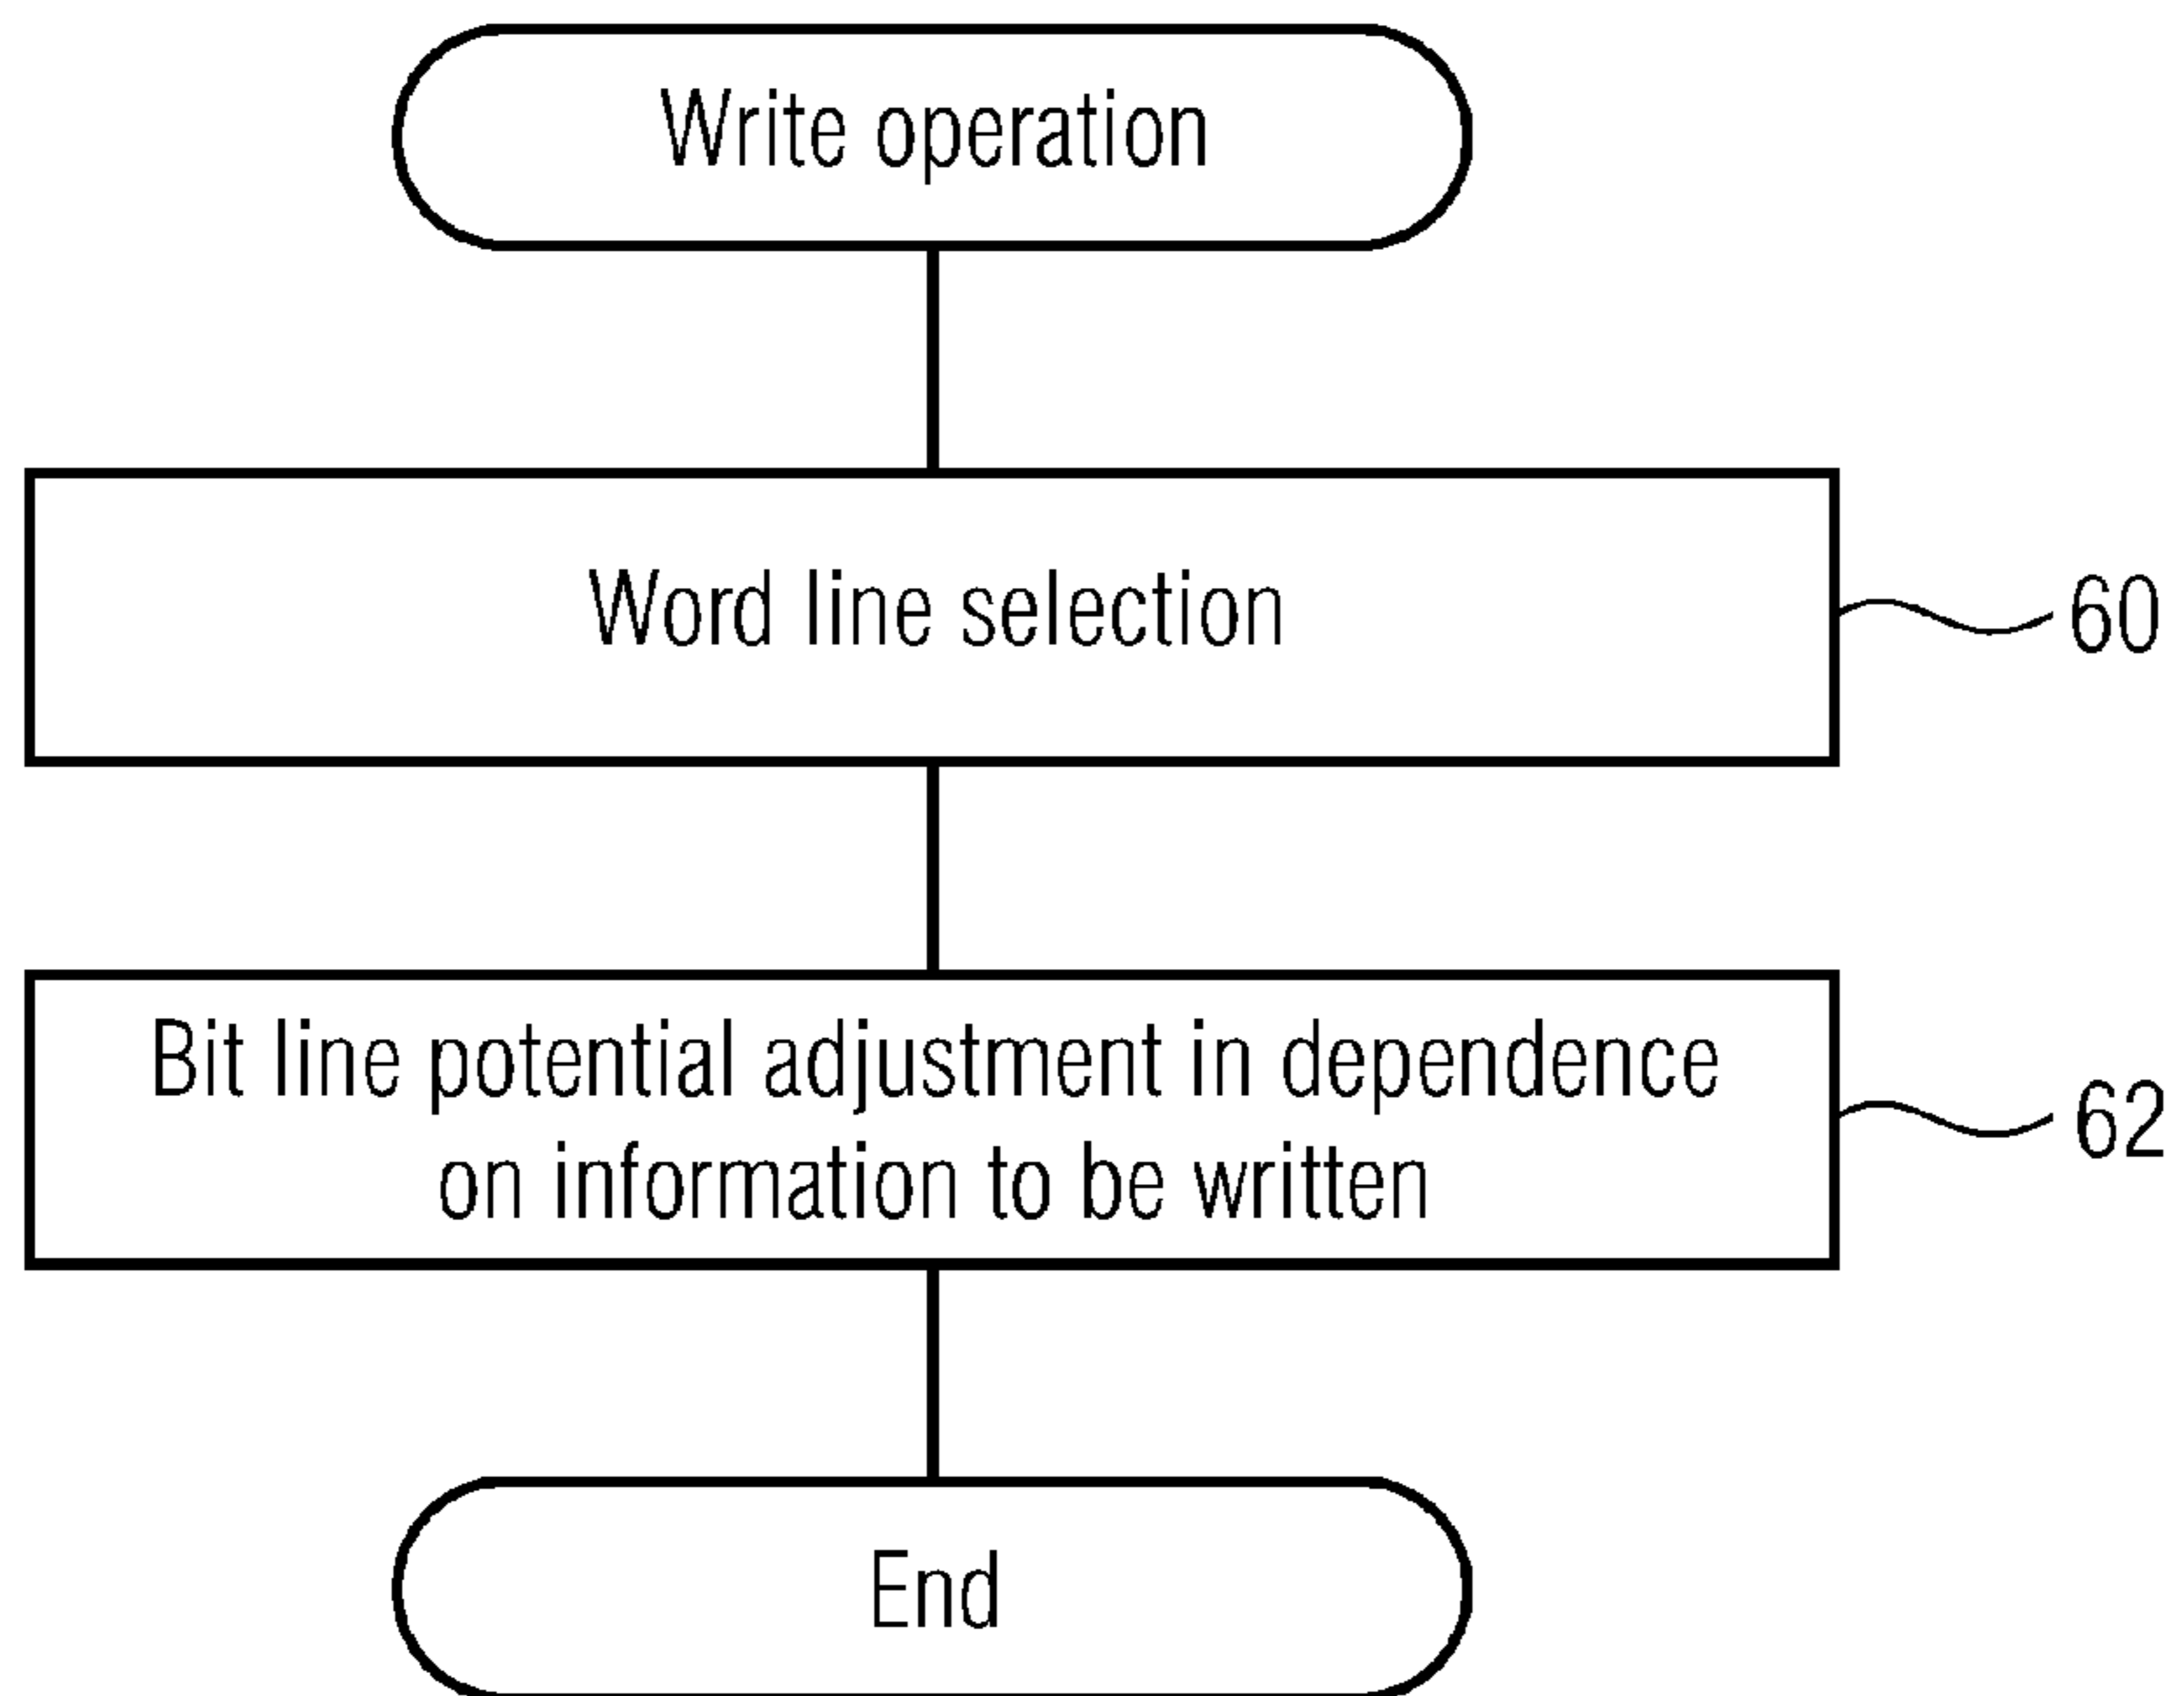 Write operation
Word line selection
60
Bit line potential adjustment in dependence
on information to be written
62
End